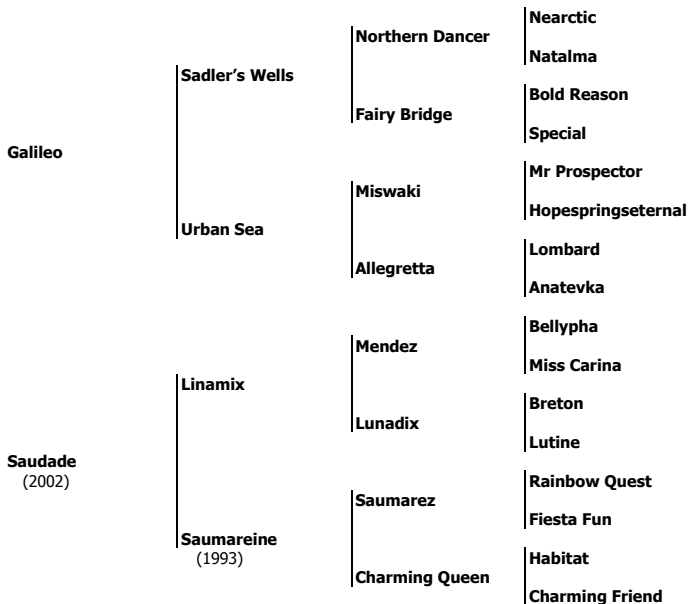 Nearctic
Northern Dancer
Natalma
Sadler’s Wells
Bold Reason
Fairy Bridge
Special
Galileo
Mr Prospector
Miswaki
Hopespringseternal
Urban Sea
Lombard
Allegretta
Anatevka
Bellypha
Mendez
Miss Carina
Linamix
Breton
Lunadix
Lutine
Saudade
(2002)
Rainbow Quest
Saumarez
Fiesta Fun
Saumareine
(1993)
Habitat
Charming Queen
Charming Friend